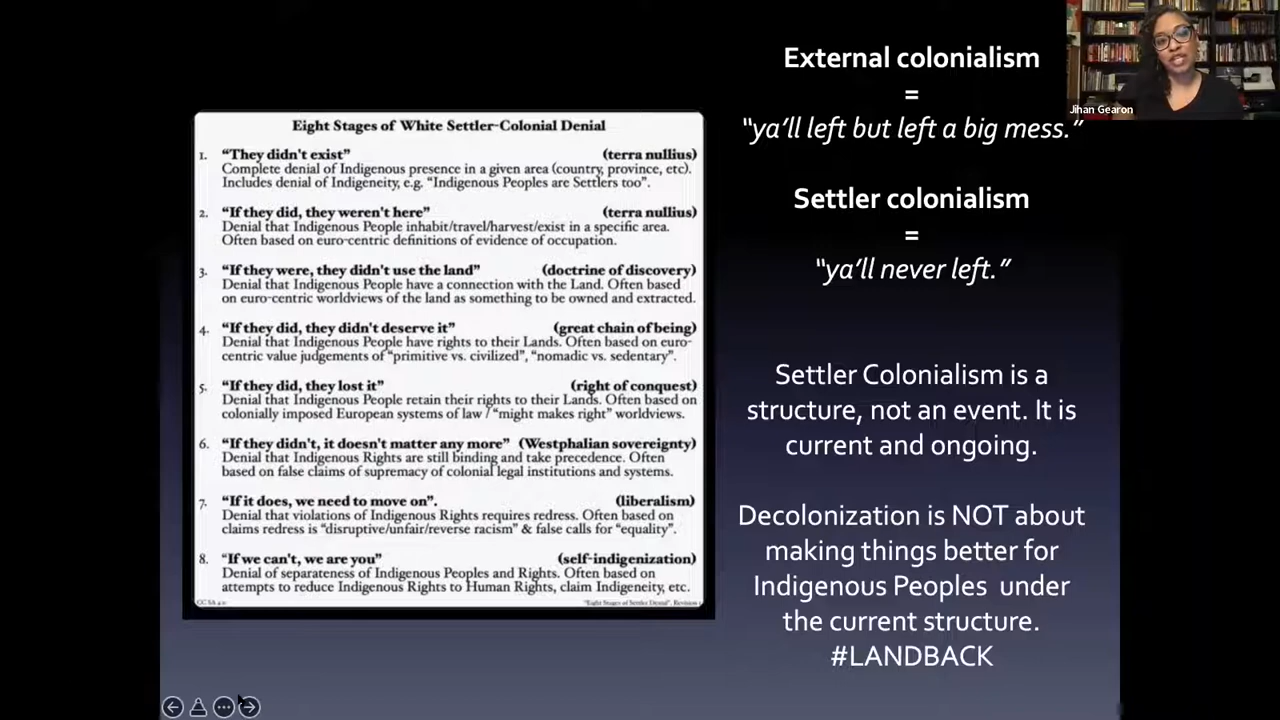 Eight Stages of White Settler-Colonial Denial
1. "They didn't exist" (terra nullius)
Complete denial of Indigenous presence in a given area (country, province, etc).
Includes denial of Indigeneity, e.g. "Indigenous Peoples are Settlers too".
2. "If they did, they weren't here" (terra nullius)
Denial that Indigenous People inhabit/travel/harvest/exist in a specific area.
Often based on euro-centric definitions of evidence of occupation.
3. "If they were, they didn't use the land" (doctrine of discovery)
Denial that Indigenous People have a connection with the Land. Often based
on euro-centric worldviews of the land as something to be owned and extracted.
4. "If they did, they didn't deserve it" (great chain of being)
Denial that Indigenous People have rights to their Lands. Often based on euro-
centric value judgements of "primitive vs. civilized", "nomadic vs. sedentary".
5. "If they did, they lost it" (right of conquest)
Denial that Indigenous People retain their rights to their Lands. Often based on
colonially imposed European systems of law / "might makes right" worldviews.
6. "If they didn't, it doesn't matter any more" (Westphalian sovereignty)
Denial that Indigenous Rights are still binding and take precedence. Often
based on false claims of supremacy of colonial legal institutions and systems.
7. "If it does, we need to move on". (liberalism)
Denial that violations of Indigenous Rights requires redress. Often based on
claims redress is "disruptive/unfair/reverse racism" & false calls for "equality".
8. "If we can't, we are you" (self-indigenization)
Denial of separateness of Indigenous Peoples and Rights. Often based on
attempts to reduce Indigenous Rights to Human Rights, claim Indigeneity, etc.
"Eight Stages of Settler Denial", Revision
External colonialism
=
"ya'll left but left a big mess."
Settler colonialism
=
"ya'll never left."
Settler Colonialism is a
structure, not an event. It is
current and ongoing.
Decolonization is NOT about
making things better for
Indigenous Peoples under
the current structure.
#LANDBACK
Jihan Gearon